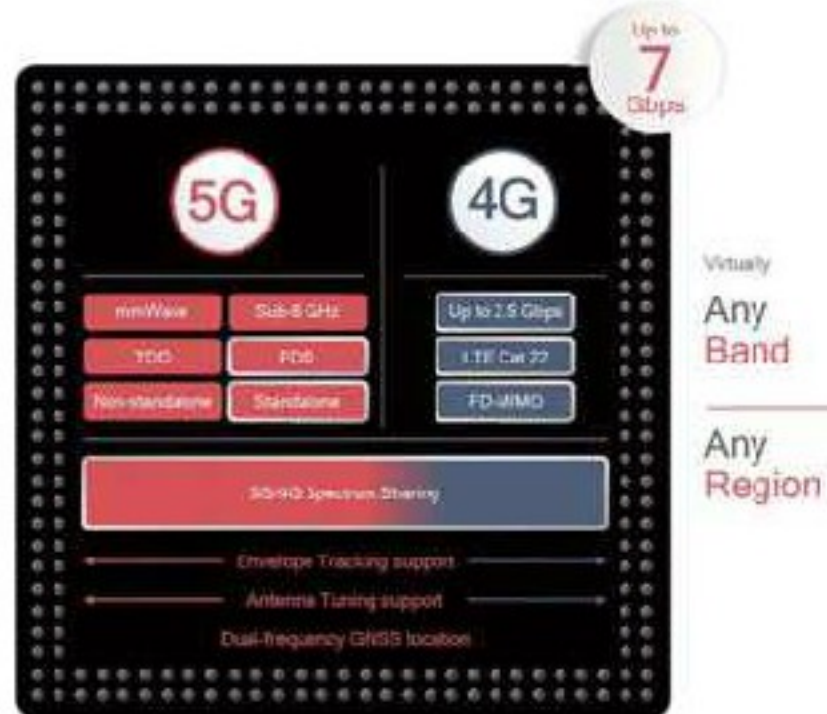 Up to
7
Gbps
5G
4G
mmWave
Sub-6 GHz
Up to 2.5 Gbps
TDD
FDD
LTE Cat 22
Non-standalone
Standalone
FD-MIMO
5G/4G Spectrum Sharing
Envelope Tracking support
Antenna Tuning support
Dual-frequency GNSS location
Virtually
Any
Band
Any
Region